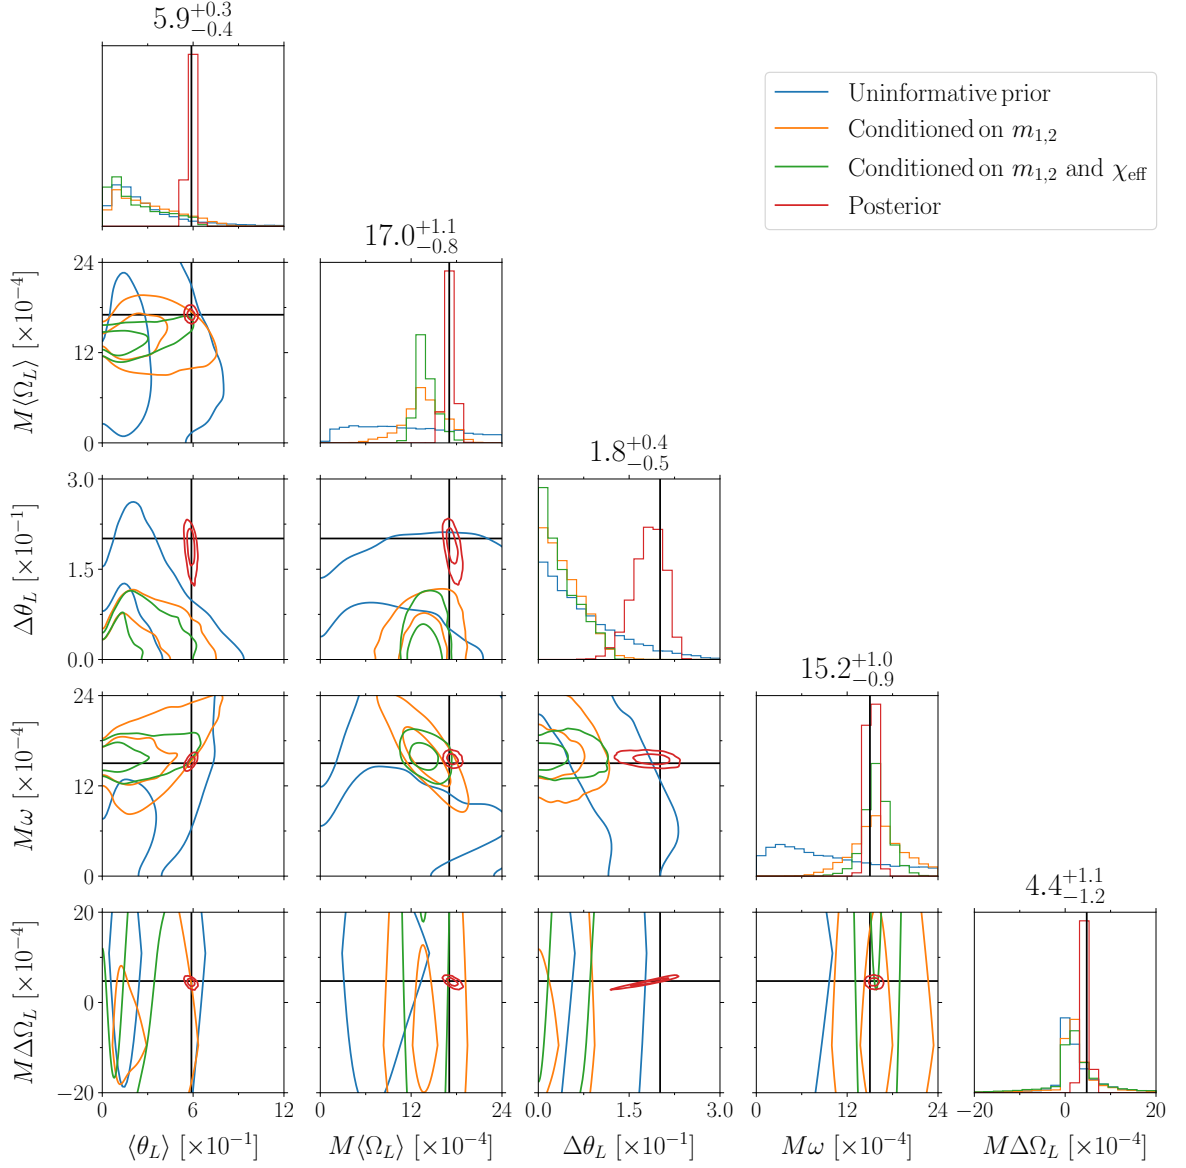 5.9^{+0.3}_{-0.4}
Uninformative prior
Conditioned on m_{1,2}
Conditioned on m_{1,2} and χ_{eff}
Posterior
17.0^{+1.1}_{-0.8}
24
12
0
M⟨Ω_L⟩ [×10^{-4}]
1.8^{+0.4}_{-0.5}
3.0
1.5
0.0
Δθ_L [×10^{-1}]
15.2^{+1.0}_{-0.9}
24
12
0
Mω [×10^{-4}]
4.4^{+1.1}_{-1.2}
20
0
−20
MΔΩ_L [×10^{-4}]
0 6 12 0 12 24 0.0 1.5 3.0 0 12 24 −20 0 20
⟨θ_L⟩ [×10^{-1}] M⟨Ω_L⟩ [×10^{-4}] Δθ_L [×10^{-1}] Mω [×10^{-4}] MΔΩ_L [×10^{-4}]